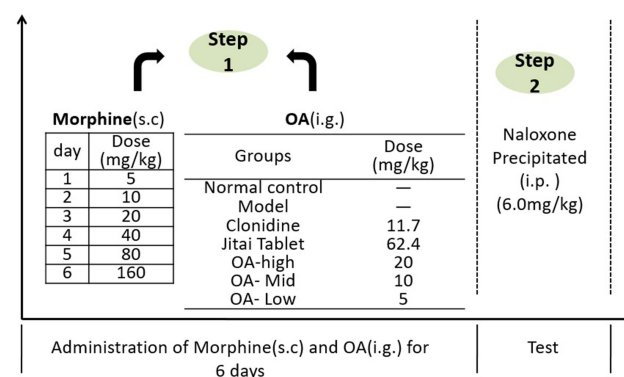 Step
1
Step
2
Morphine(s.c)
day Dose
(mg/kg)
1 5
2 10
3 20
4 40
5 80
6 160
OA(i.g.)
Groups Dose
(mg/kg)
Normal control —
Model —
Clonidine 11.7
Jitai Tablet 62.4
OA-high 20
OA- Mid 10
OA- Low 5
Naloxone
Precipitated
(i.p. )
(6.0mg/kg)
Administration of Morphine(s.c) and OA(i.g.) for
6 days
Test